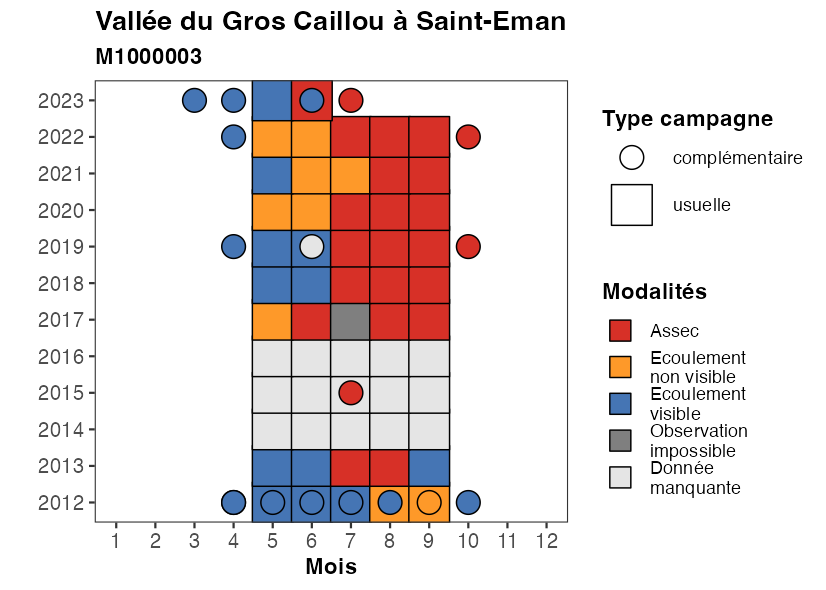 Vallée du Gros Caillou à Saint-Eman
M1000003
2023
2022
2021
2020
2019
2018
2017
2016
2015
2014
2013
2012
1 2 3 4 5 6 7 8 9 10 11 12
Mois
Type campagne
complémentaire
usuelle
Modalités
Assec
Ecoulement
non visible
Ecoulement
visible
Observation
impossible
Donnée
manquante